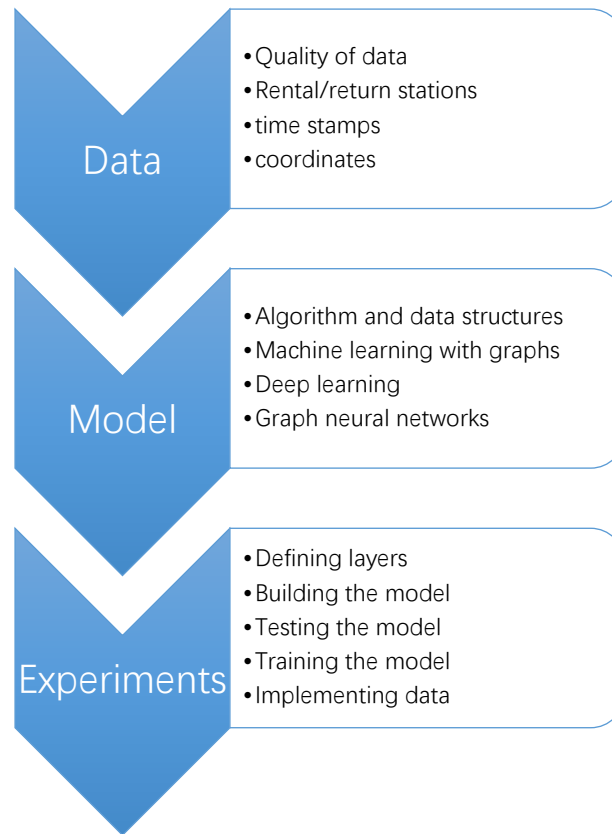 Data
•Quality of data
•Rental/return stations
•time stamps
•coordinates
Model
•Algorithm and data structures
•Machine learning with graphs
•Deep learning
•Graph neural networks
Experiments
•Defining layers
•Building the model
•Testing the model
•Training the model
•Implementing data